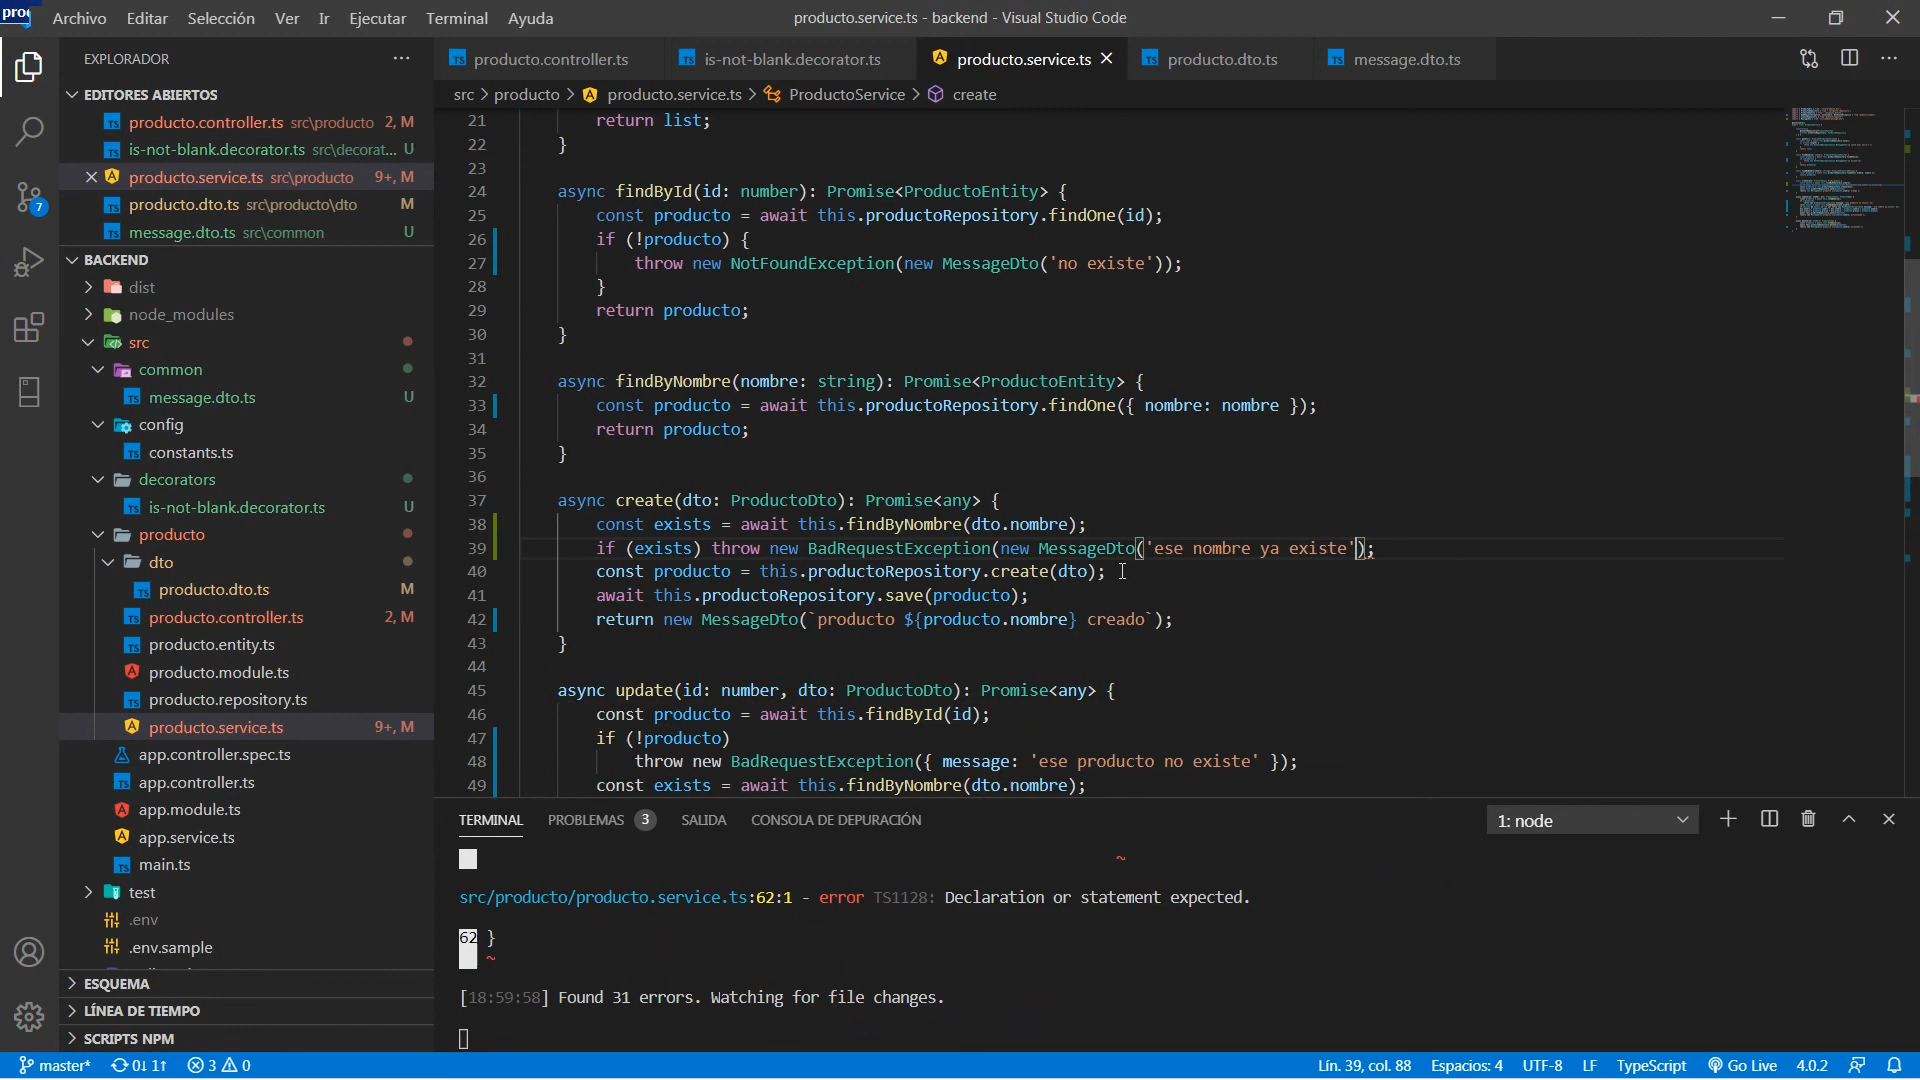 proc
Archivo Editar Selección Ver Ir Ejecutar Terminal Ayuda
producto.service.ts - backend - Visual Studio Code
EXPLORADOR
EDITORES ABIERTOS
producto.controller.ts src\producto 2, M
is-not-blank.decorator.ts src\decorat... U
producto.service.ts src\producto 9+, M
producto.dto.ts src\producto\dto M
message.dto.ts src\common U
BACKEND
dist
node_modules
src
common
message.dto.ts U
config
constants.ts
decorators
is-not-blank.decorator.ts U
producto
dto
producto.dto.ts M
producto.controller.ts 2, M
producto.entity.ts
producto.module.ts
producto.repository.ts
producto.service.ts 9+, M
app.controller.spec.ts
app.controller.ts
app.module.ts
app.service.ts
main.ts
test
.env
.env.sample
ESQUEMA
LÍNEA DE TIEMPO
SCRIPTS NPM
7
producto.controller.ts is-not-blank.decorator.ts producto.service.ts producto.dto.ts message.dto.ts
src > producto > producto.service.ts > ProductoService > create
21 return list;
22 }
23
24 async findById(id: number): Promise<ProductoEntity> {
25 const producto = await this.productoRepository.findOne(id);
26 if (!producto) {
27 throw new NotFoundException(new MessageDto('no existe'));
28 }
29 return producto;
30 }
31
32 async findByNombre(nombre: string): Promise<ProductoEntity> {
33 const producto = await this.productoRepository.findOne({ nombre: nombre });
34 return producto;
35 }
36
37 async create(dto: ProductoDto): Promise<any> {
38 const exists = await this.findByNombre(dto.nombre);
39 if (exists) throw new BadRequestException(new MessageDto('ese nombre ya existe');
40 const producto = this.productoRepository.create(dto);
41 await this.productoRepository.save(producto);
42 return new MessageDto(`producto ${producto.nombre} creado`);
43 }
44
45 async update(id: number, dto: ProductoDto): Promise<any> {
46 const producto = await this.findById(id);
47 if (!producto)
48 throw new BadRequestException({ message: 'ese producto no existe' });
49 const exists = await this.findByNombre(dto.nombre);
TERMINAL PROBLEMAS 3 SALIDA CONSOLA DE DEPURACIÓN
1: node
~
src/producto/producto.service.ts:62:1 - error TS1128: Declaration or statement expected.
62 }
~
[18:59:58] Found 31 errors. Watching for file changes.
master* 0↓ 1↑ 3 0
Lín. 39, col. 88 Espacios: 4 UTF-8 LF TypeScript Go Live 4.0.2